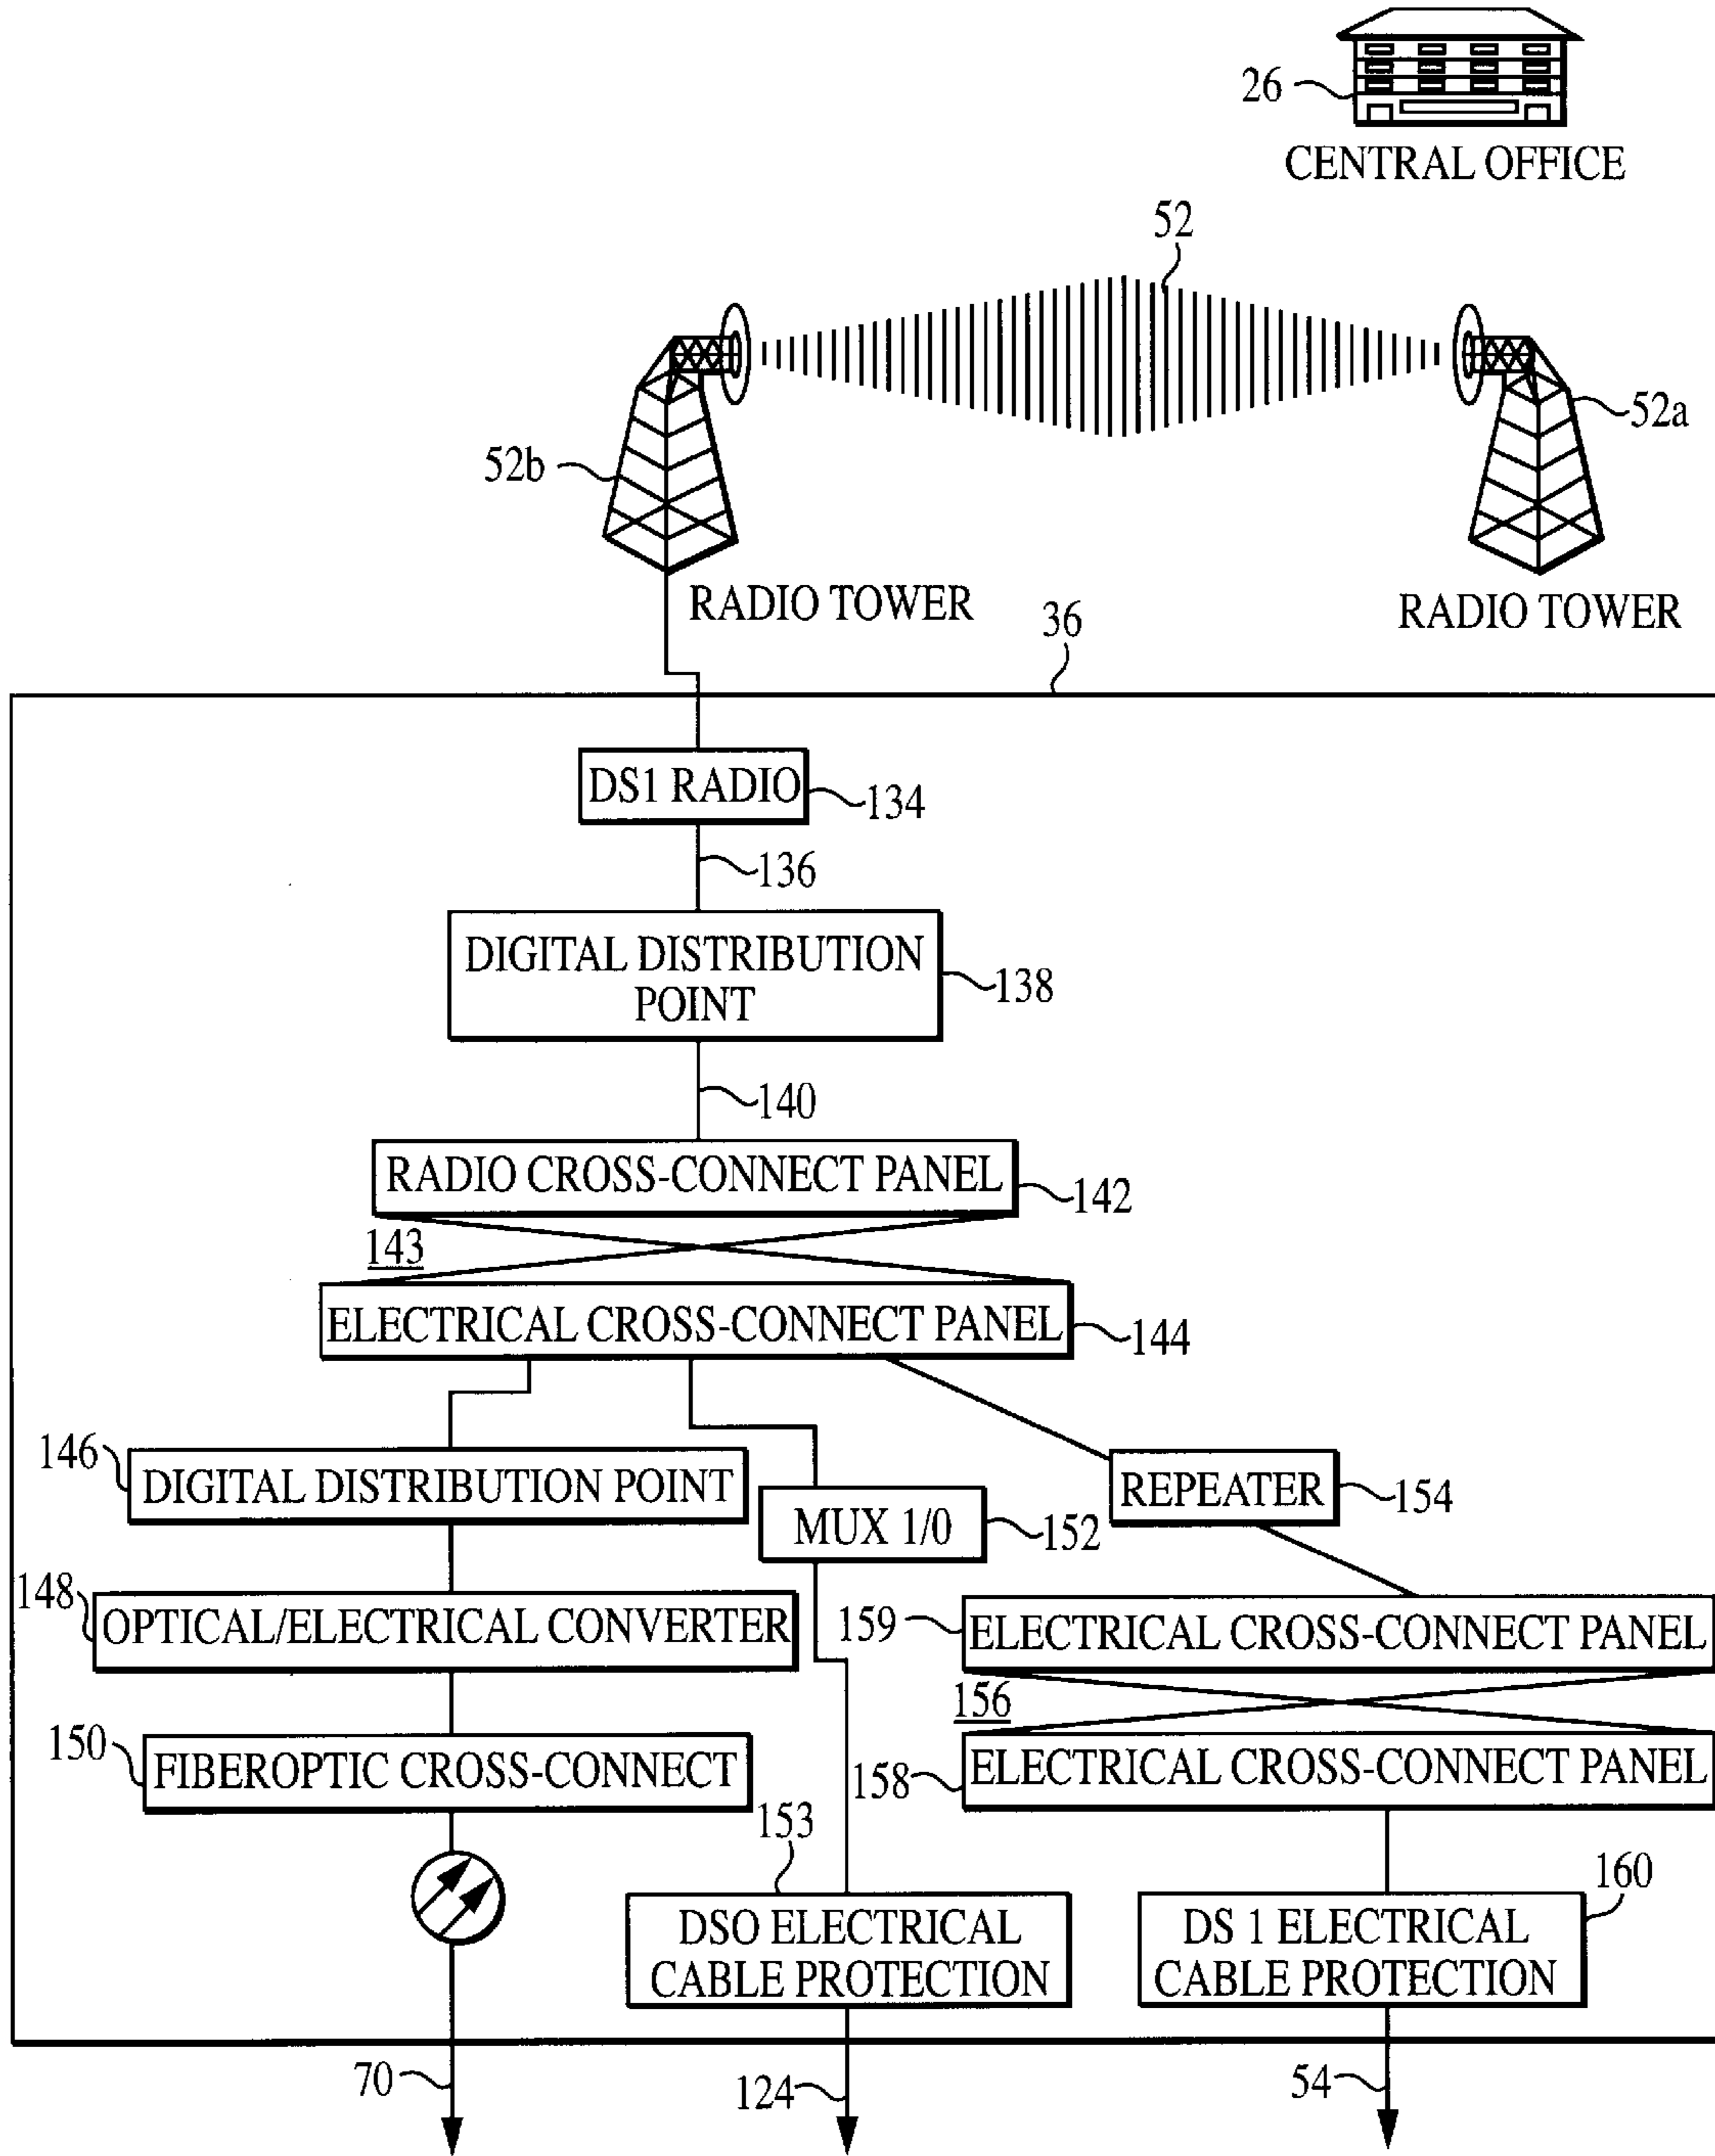 26
CENTRAL OFFICE
52
52a
52b
RADIO TOWER
RADIO TOWER
36
DS1 RADIO
134
136
DIGITAL DISTRIBUTION
POINT
138
140
RADIO CROSS-CONNECT PANEL
142
143
ELECTRICAL CROSS-CONNECT PANEL
144
146
DIGITAL DISTRIBUTION POINT
MUX 1/0
152
REPEATER
154
148
OPTICAL/ELECTRICAL CONVERTER
159
ELECTRICAL CROSS-CONNECT PANEL
156
150
FIBEROPTIC CROSS-CONNECT
158
ELECTRICAL CROSS-CONNECT PANEL
153
DSO ELECTRICAL
CABLE PROTECTION
160
DS 1 ELECTRICAL
CABLE PROTECTION
70
124
54